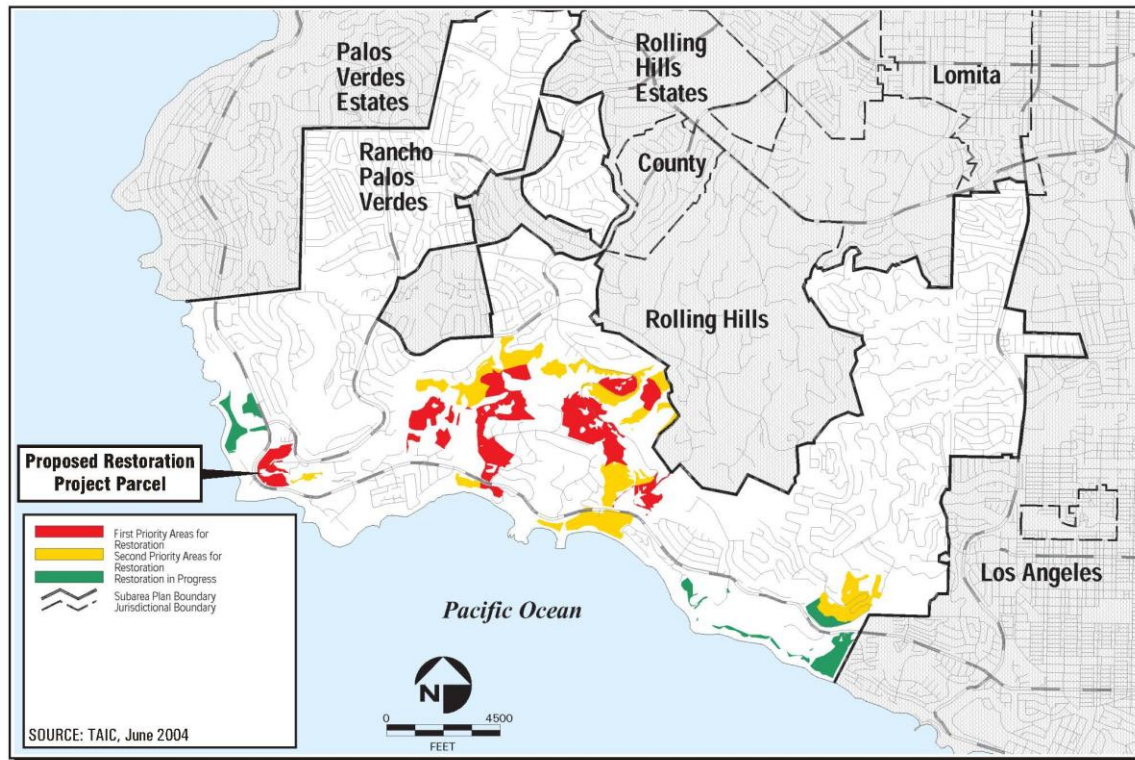 Palos
Verdes
Estates
Rolling
Hills
Estates
Lomita
Rancho
Palos
Verdes
County
Rolling Hills
Proposed Restoration
Project Parcel
First Priority Areas for
Restoration
Second Priority Areas for
Restoration
Restoration in Progress
Subarea Plan Boundary
Jurisdictional Boundary
Los Angeles
Pacific Ocean
N
0 4500
FEET
SOURCE: TAIC, June 2004